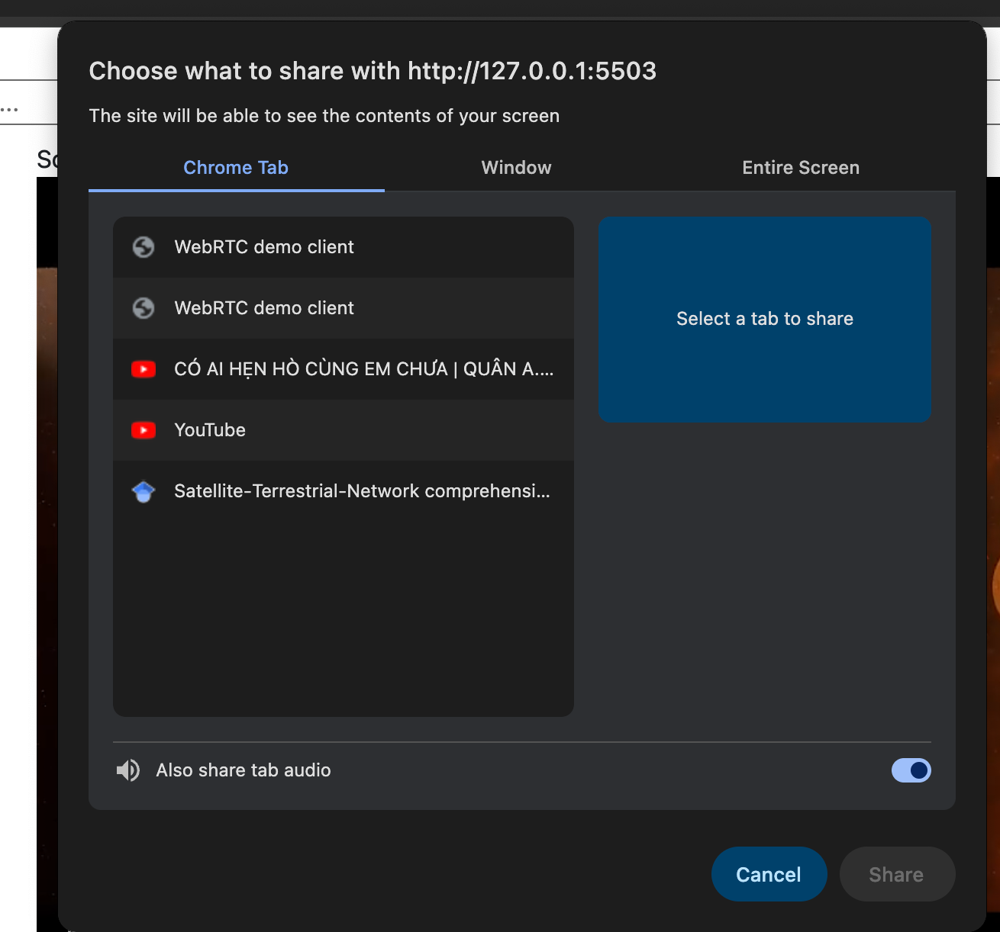 Choose what to share with http://127.0.0.1:5503
The site will be able to see the contents of your screen
...
So
Chrome Tab
Window
Entire Screen
WebRTC demo client
WebRTC demo client
CÓ AI HẸN HÒ CÙNG EM CHƯA | QUÂN A....
YouTube
Satellite-Terrestrial-Network comprehensi...
Select a tab to share
Also share tab audio
Cancel
Share